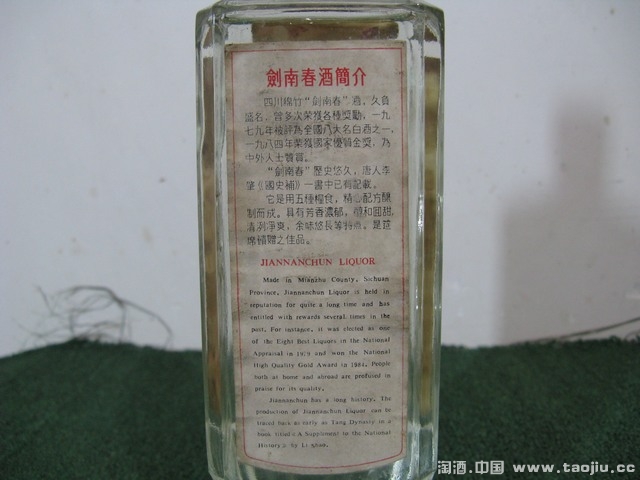 劍南春酒簡介
四川綿竹“劍南春”酒,久負
盛名,曾多次榮獲各種獎勵,一九
七九年被評為全國八大名白酒之一,
一九八四年榮獲國家優質金獎,為
中外人士贊賞。
“劍南春”歷史悠久,唐人李
肇《國史補》一書中已有記載。
它是用五種糧食,精心配方釀
制而成。具有芳香濃郁,醇和回甜,
清冽淨爽,余味悠長等特點。是筵
席禎贈之佳品。
JIANNANCHUN LIQUOR
Made in Mianzhu County, Sichuan
Province, Jiannanchun Liquor is held in
reputation for quite a long time and has
entitled with rewards several times in the
past. For instance, it was elected as one
of the Eight Best Liquors in the National
Appraisal in 1979 and won the National
High Quality Gold Award in 1984. People
both at home and abroad are profused in
praise for its quality.
Jiannanchun has a long history. The
production of Jiannanchun Liquor can be
traced back as early as Tang Dynasty in a
book titled《A Supplement to the National
History》by Li zhao.
淘酒.中国 www.taojiu.cc